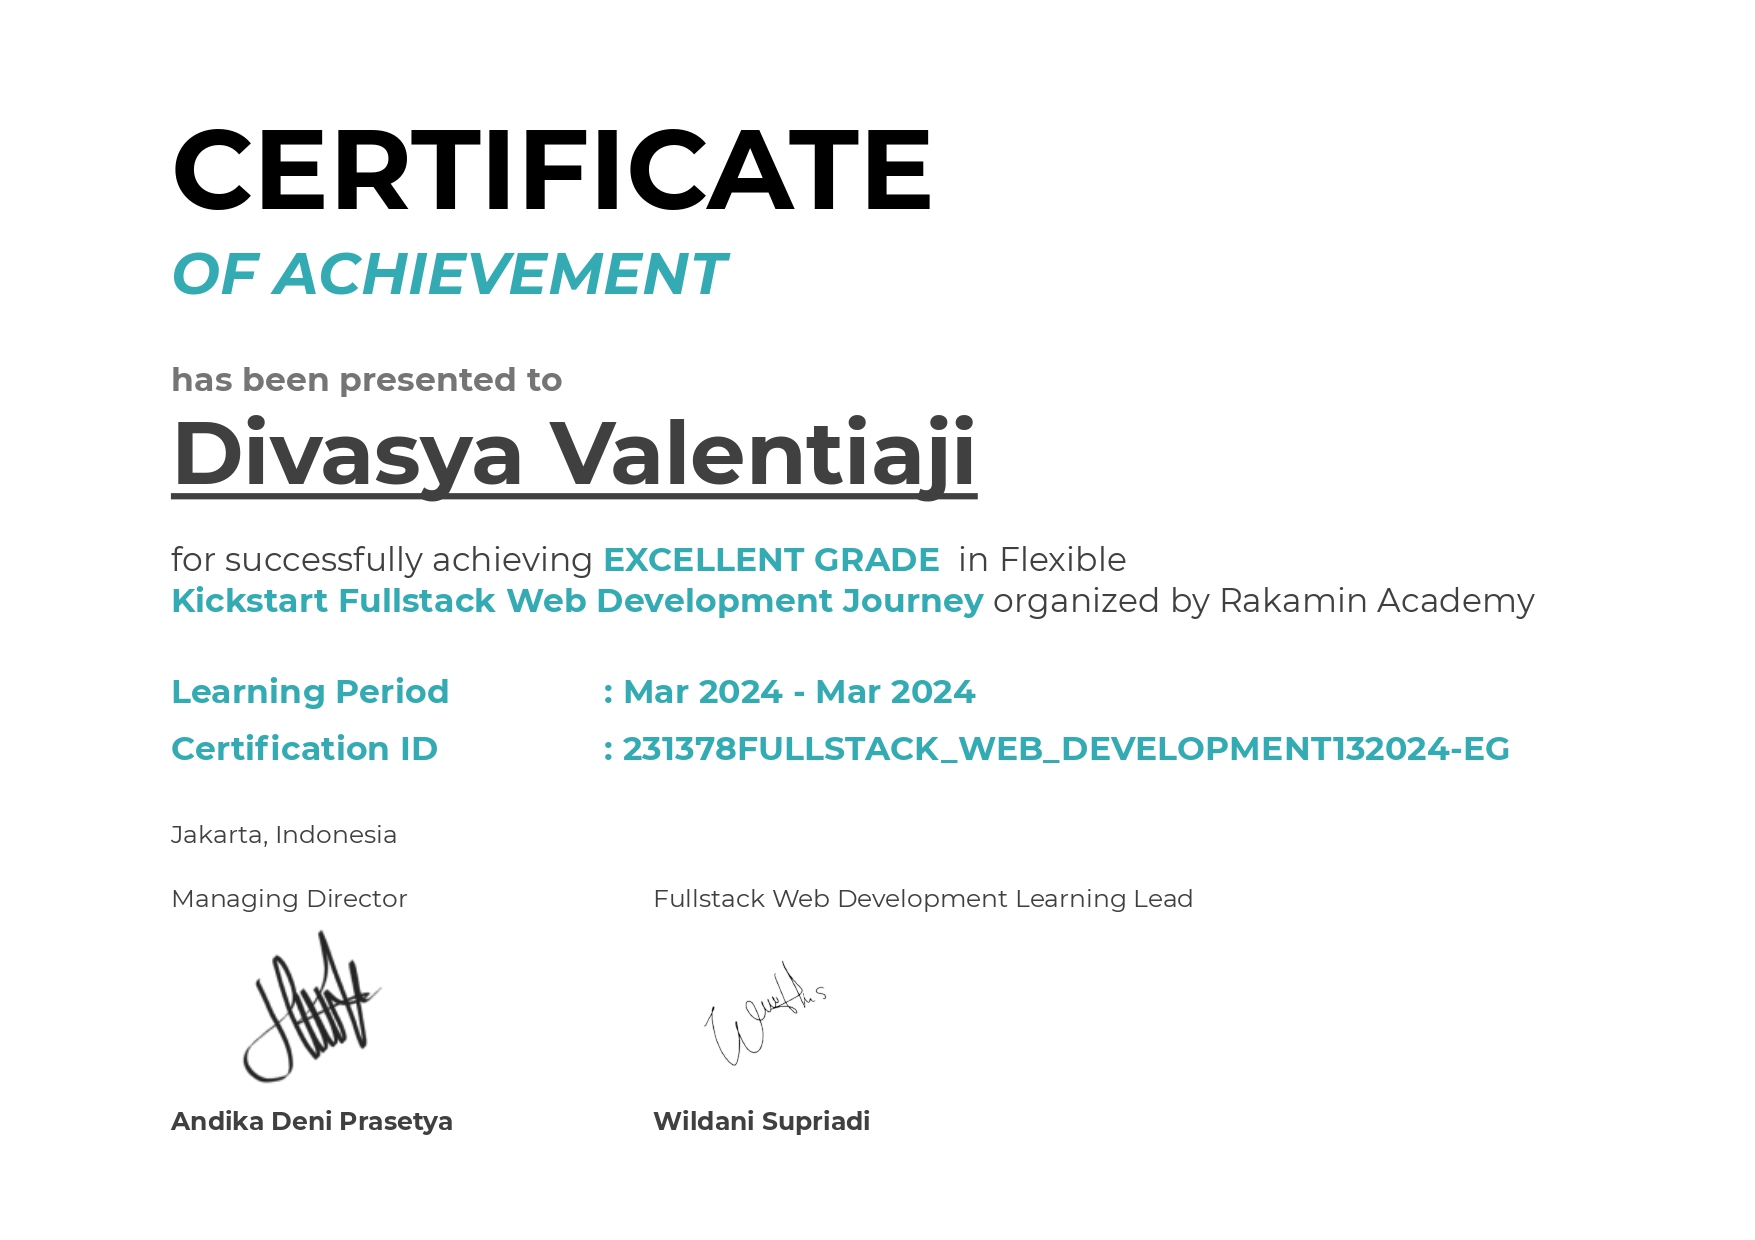 CERTIFICATE
OF ACHIEVEMENT
has been presented to
Divasya Valentiaji
for successfully achieving EXCELLENT GRADE in Flexible
Kickstart Fullstack Web Development Journey organized by Rakamin Academy
Learning Period : Mar 2024 - Mar 2024
Certification ID : 231378FULLSTACK_WEB_DEVELOPMENT132024-EG
Jakarta, Indonesia
Managing Director Fullstack Web Development Learning Lead
Andika Deni Prasetya Wildani Supriadi